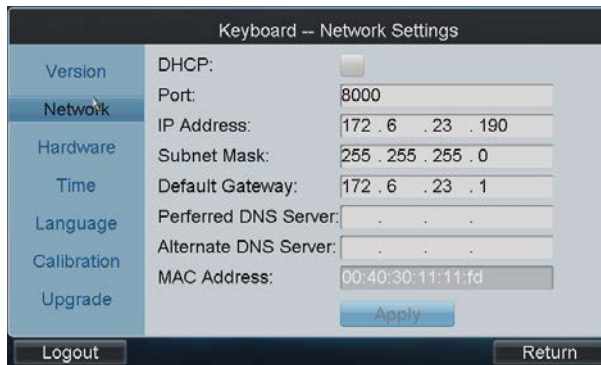 Keyboard -- Network Settings
Version
Network
Hardware
Time
Language
Calibration
Upgrade
DHCP:
Port: 8000
IP Address: 172 . 6 . 23 . 190
Subnet Mask: 255 . 255 . 255 . 0
Default Gateway: 172 . 6 . 23 . 1
Perferred DNS Server: . . .
Alternate DNS Server: . . .
MAC Address: 00:40:30:11:11:fd
Apply
Logout
Return